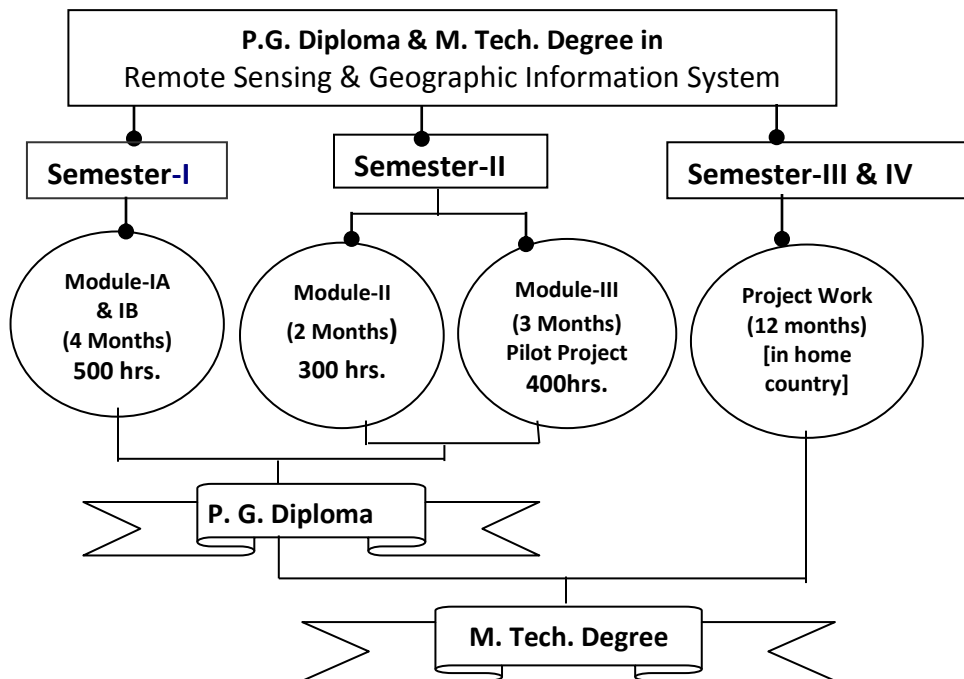 P.G. Diploma & M. Tech. Degree in
Remote Sensing & Geographic Information System
Semester-I
Semester-II
Semester-III & IV
Module-IA
& IB
(4 Months)
500 hrs.
Module-II
(2 Months)
300 hrs.
Module-III
(3 Months)
Pilot Project
400hrs.
Project Work
(12 months)
[in home
country]
P. G. Diploma
M. Tech. Degree